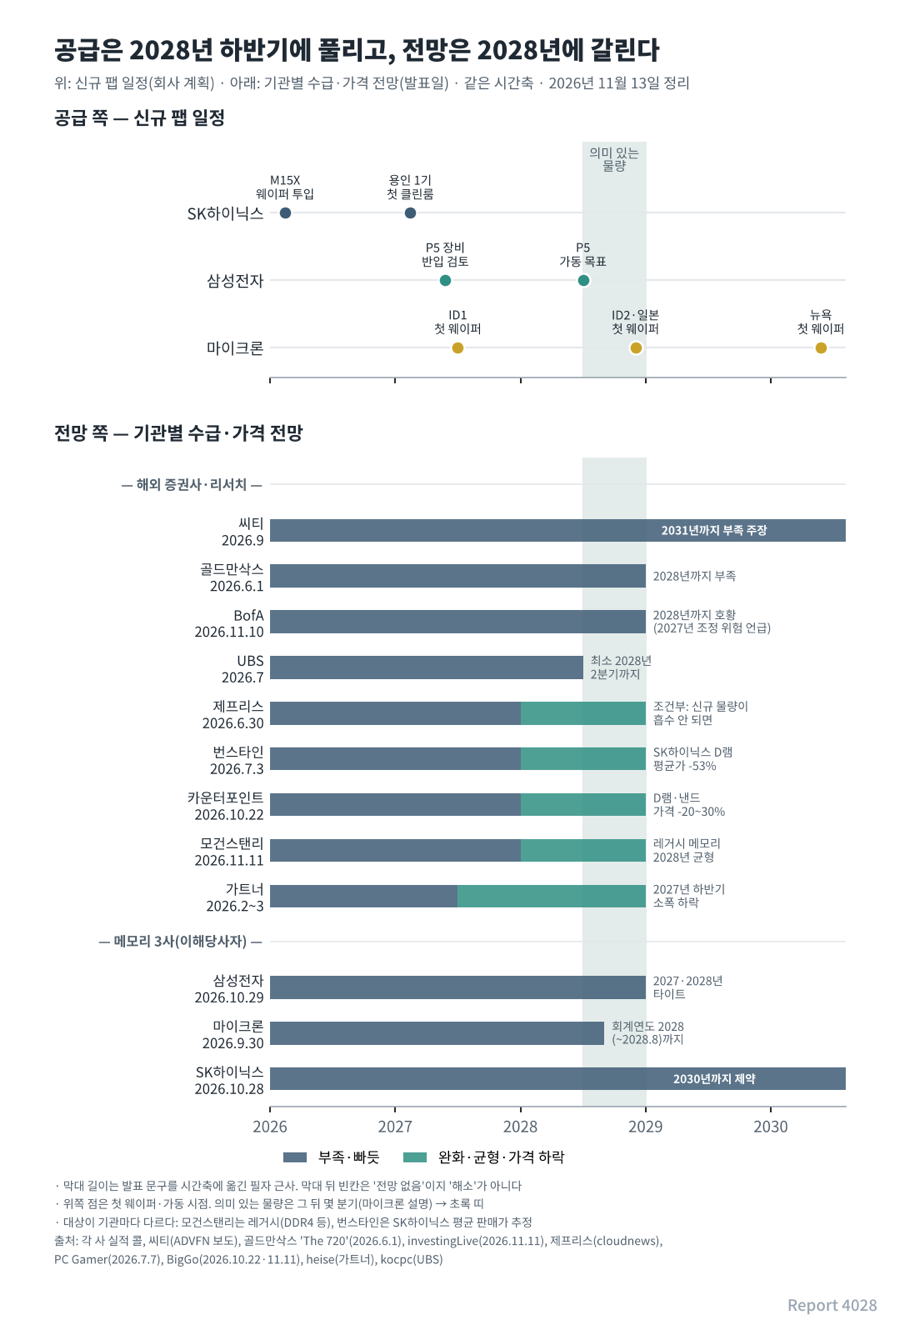 공급은 2028년 하반기에 풀리고, 전망은 2028년에 갈린다
위: 신규 팹 일정(회사 계획) · 아래: 기관별 수급·가격 전망(발표일) · 같은 시간축 · 2026년 11월 13일 정리
공급 쪽 — 신규 팹 일정
의미 있는
물량
M15X
웨이퍼 투입
용인 1기
첫 클린룸
SK하이닉스
P5 장비
반입 검토
P5
가동 목표
삼성전자
ID1
첫 웨이퍼
ID2·일본
첫 웨이퍼
뉴욕
첫 웨이퍼
마이크론
전망 쪽 — 기관별 수급·가격 전망
— 해외 증권사·리서치 —
씨티
2026.9
2031년까지 부족 주장
골드만삭스
2026.6.1
2028년까지 부족
BofA
2026.11.10
2028년까지 호황
(2027년 조정 위험 언급)
UBS
2026.7
최소 2028년
2분기까지
제프리스
2026.6.30
조건부: 신규 물량이
흡수 안 되면
번스타인
2026.7.3
SK하이닉스 D램
평균가 -53%
카운터포인트
2026.10.22
D램·낸드
가격 -20~30%
모건스탠리
2026.11.11
레거시 메모리
2028년 균형
가트너
2026.2~3
2027년 하반기
소폭 하락
— 메모리 3사(이해당사자) —
삼성전자
2026.10.29
2027·2028년
타이트
마이크론
2026.9.30
회계연도 2028
(~2028.8)까지
SK하이닉스
2026.10.28
2030년까지 제약
2026 2027 2028 2029 2030
부족·빠듯 완화·균형·가격 하락
· 막대 길이는 발표 문구를 시간축에 옮긴 필자 근사. 막대 뒤 빈칸은 '전망 없음'이지 '해소'가 아니다
· 위쪽 점은 첫 웨이퍼·가동 시점. 의미 있는 물량은 그 뒤 몇 분기(마이크론 설명) → 초록 띠
· 대상이 기관마다 다르다: 모건스탠리는 레거시(DDR4 등), 번스타인은 SK하이닉스 평균 판매가 추정
출처: 각 사 실적 콜, 씨티(ADVFN 보도), 골드만삭스 'The 720'(2026.6.1), investingLive(2026.11.11), 제프리스(cloudnews),
PC Gamer(2026.7.7), BigGo(2026.10.22·11.11), heise(가트너), kocpc(UBS)
Report 4028